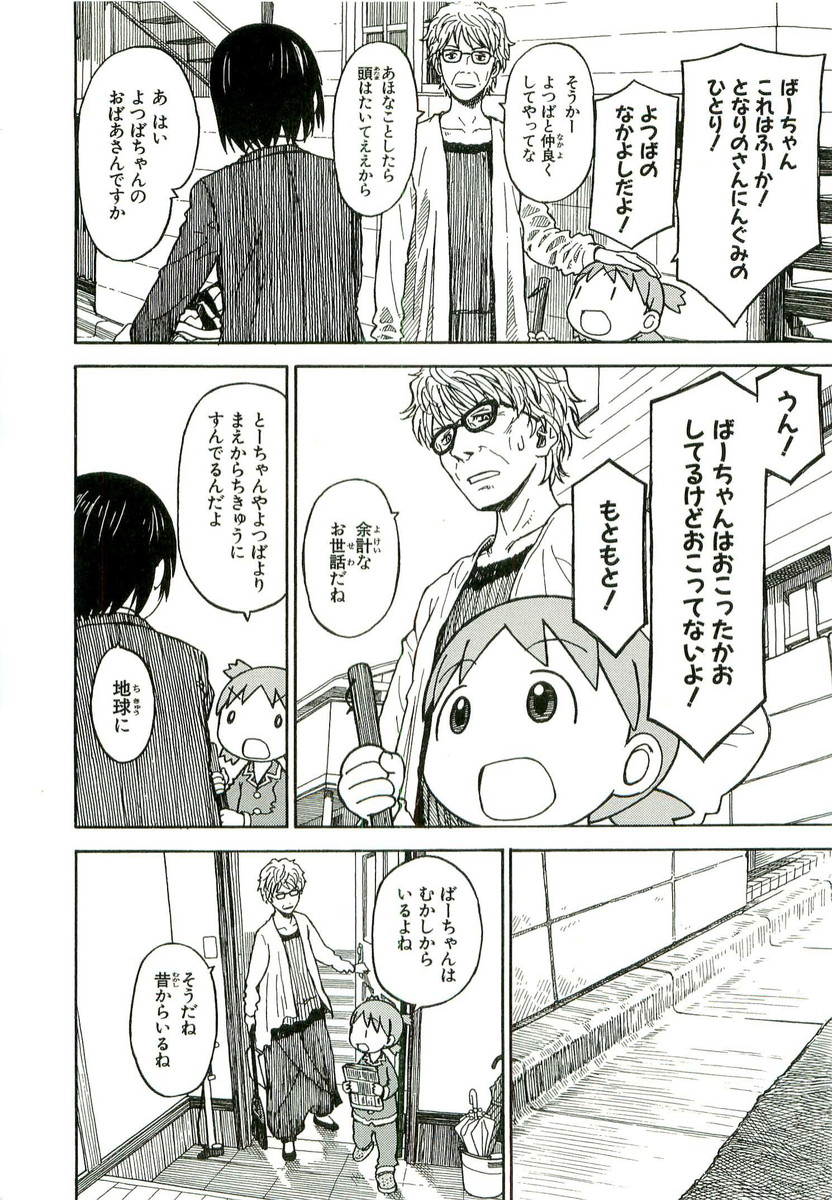 ばーちゃん
これはふーか！
となりのさんにんぐみの
ひとり！
よつばの
なかよしだよ！
そうかー
よつばと仲良く
してやってな
あほなことしたら
頭はたいてええから
あ はい
よつばちゃんの
おばあさんですか
うん！
ばーちゃんはおこったかお
してるけどおこってないよ！
もともと！
余計な
お世話だね
とーちゃんやよつばより
まえからちきゅうに
すんでるんだよ
地球に
ばーちゃんは
むかしから
いるよね
そうだね
昔からいるね